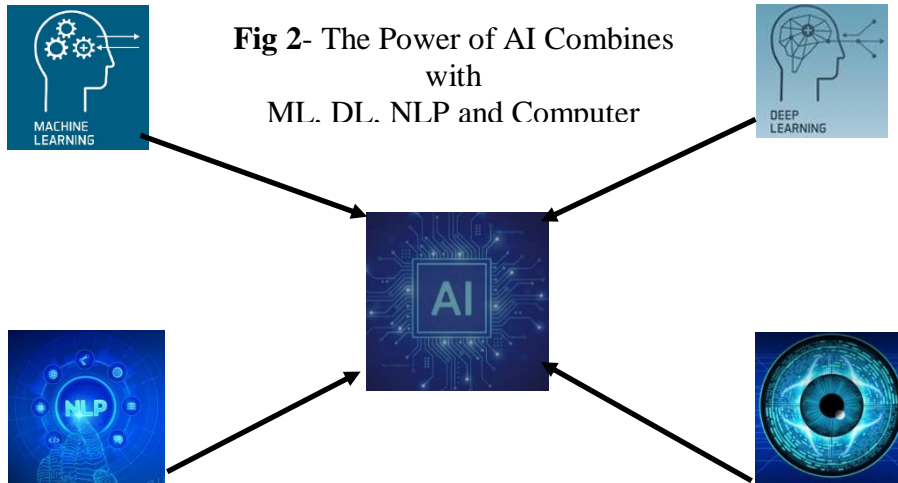 Fig 2- The Power of AI Combines
with
ML, DL, NLP and Computer
MACHINE
LEARNING
DEEP
LEARNING
AI
NLP